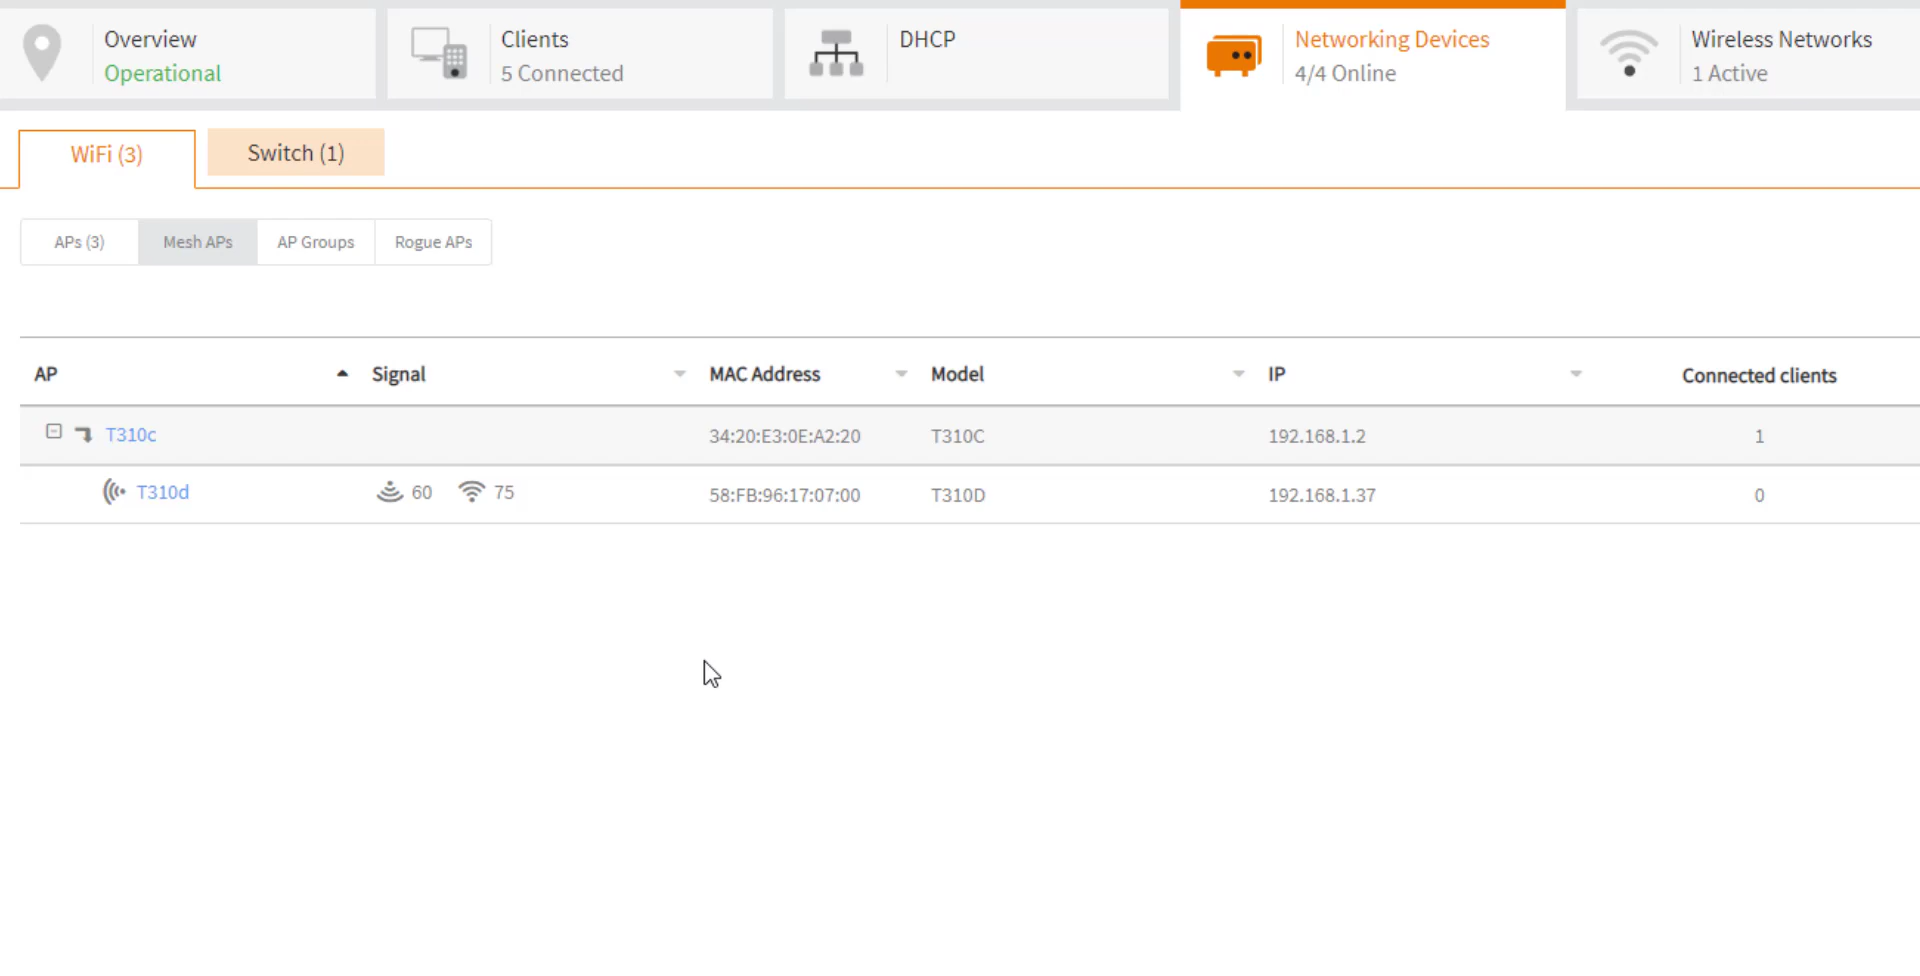 Overview
Operational
Clients
5 Connected
DHCP
Networking Devices
4/4 Online
Wireless Networks
1 Active
WiFi (3)
Switch (1)
APs (3)
Mesh APs
AP Groups
Rogue APs
AP Signal MAC Address Model IP Connected clients
T310c 34:20:E3:0E:A2:20 T310C 192.168.1.2 1
T310d 60 75 58:FB:96:17:07:00 T310D 192.168.1.37 0